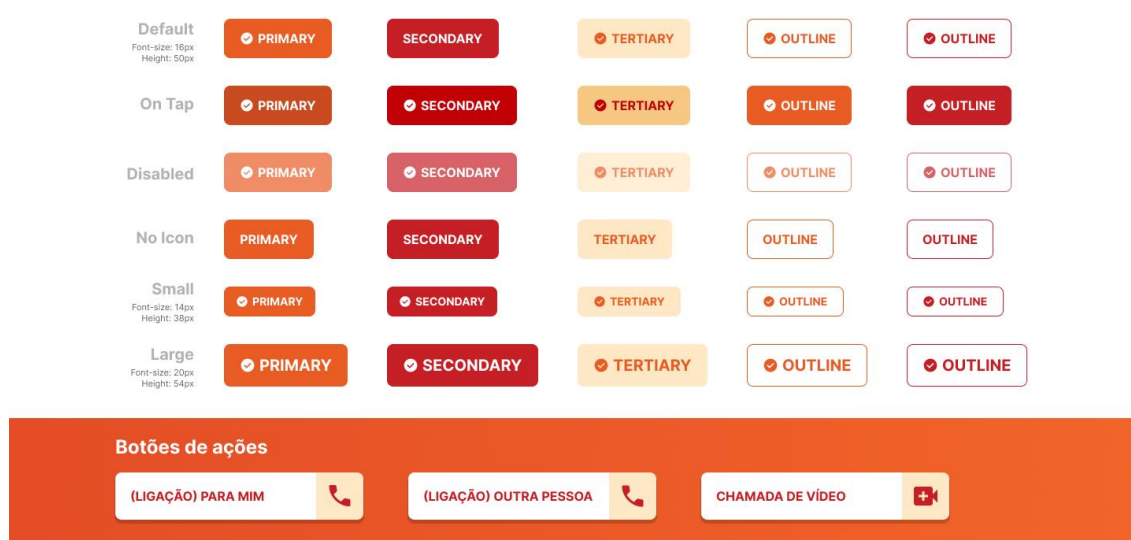 Default
Font-size: 16px
Height: 50px
PRIMARY SECONDARY TERTIARY OUTLINE OUTLINE
On Tap PRIMARY SECONDARY TERTIARY OUTLINE OUTLINE
Disabled PRIMARY SECONDARY TERTIARY OUTLINE OUTLINE
No Icon PRIMARY SECONDARY TERTIARY OUTLINE OUTLINE
Small
Font-size: 14px
Height: 38px
PRIMARY SECONDARY TERTIARY OUTLINE OUTLINE
Large
Font-size: 20px
Height: 54px
PRIMARY SECONDARY TERTIARY OUTLINE OUTLINE
Botões de ações
(LIGAÇÃO) PARA MIM (LIGAÇÃO) OUTRA PESSOA CHAMADA DE VÍDEO